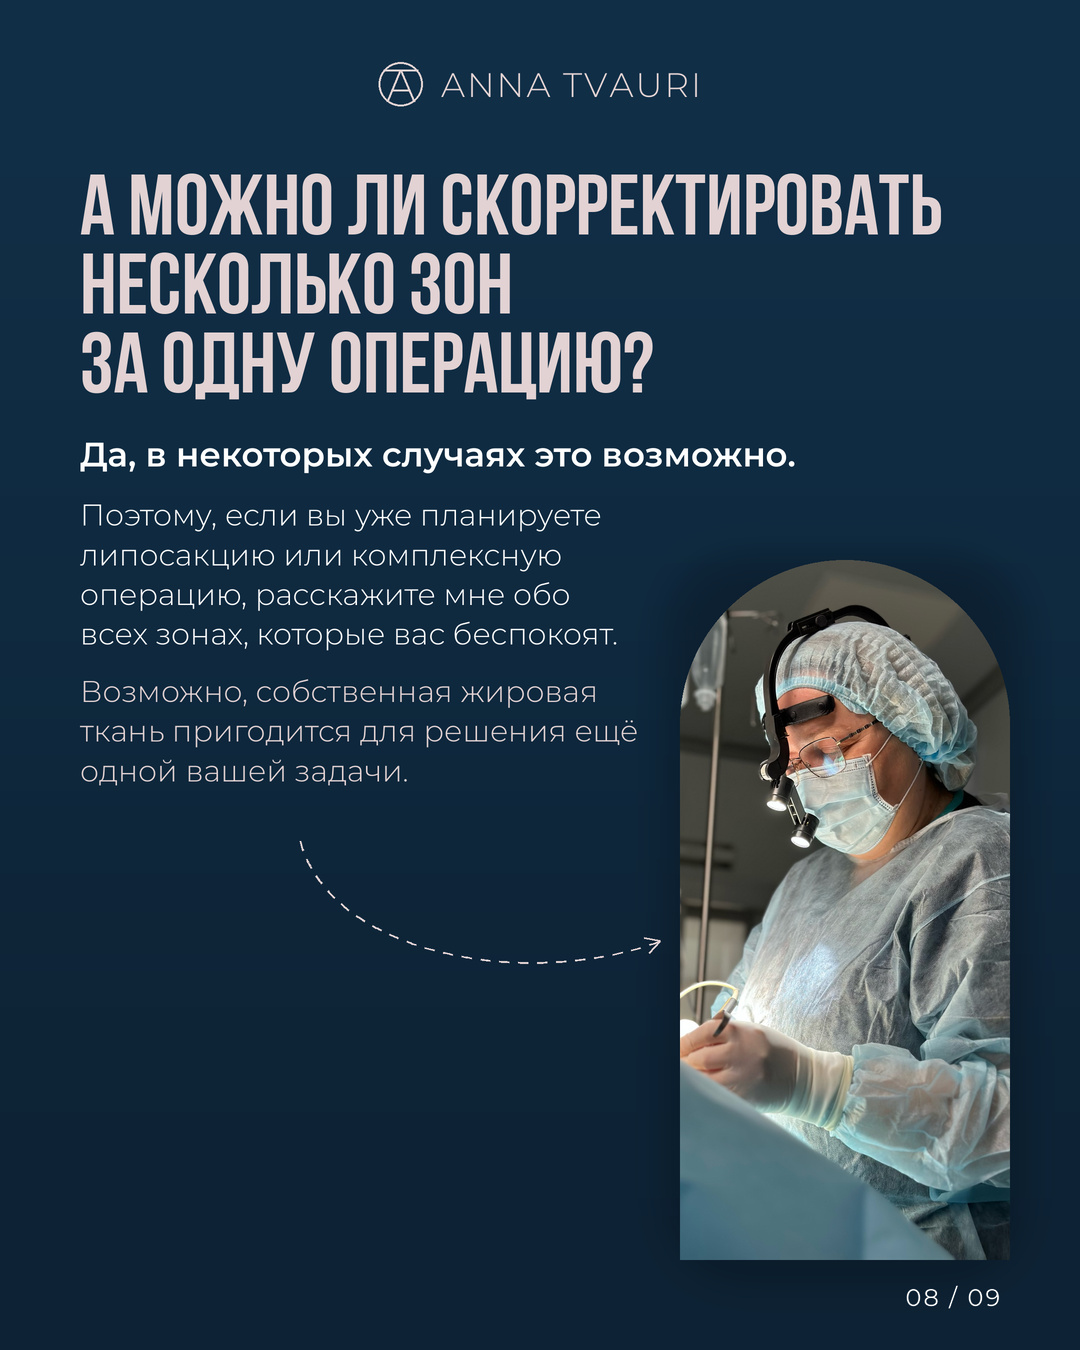 ANNA TVAURI
А МОЖНО ЛИ СКОРРЕКТИРОВАТЬ
НЕСКОЛЬКО ЗОН
ЗА ОДНУ ОПЕРАЦИЮ?
Да, в некоторых случаях это возможно.
Поэтому, если вы уже планируете
липосакцию или комплексную
операцию, расскажите мне обо
всех зонах, которые вас беспокоят.
Возможно, собственная жировая
ткань пригодится для решения ещё
одной вашей задачи.
08 / 09